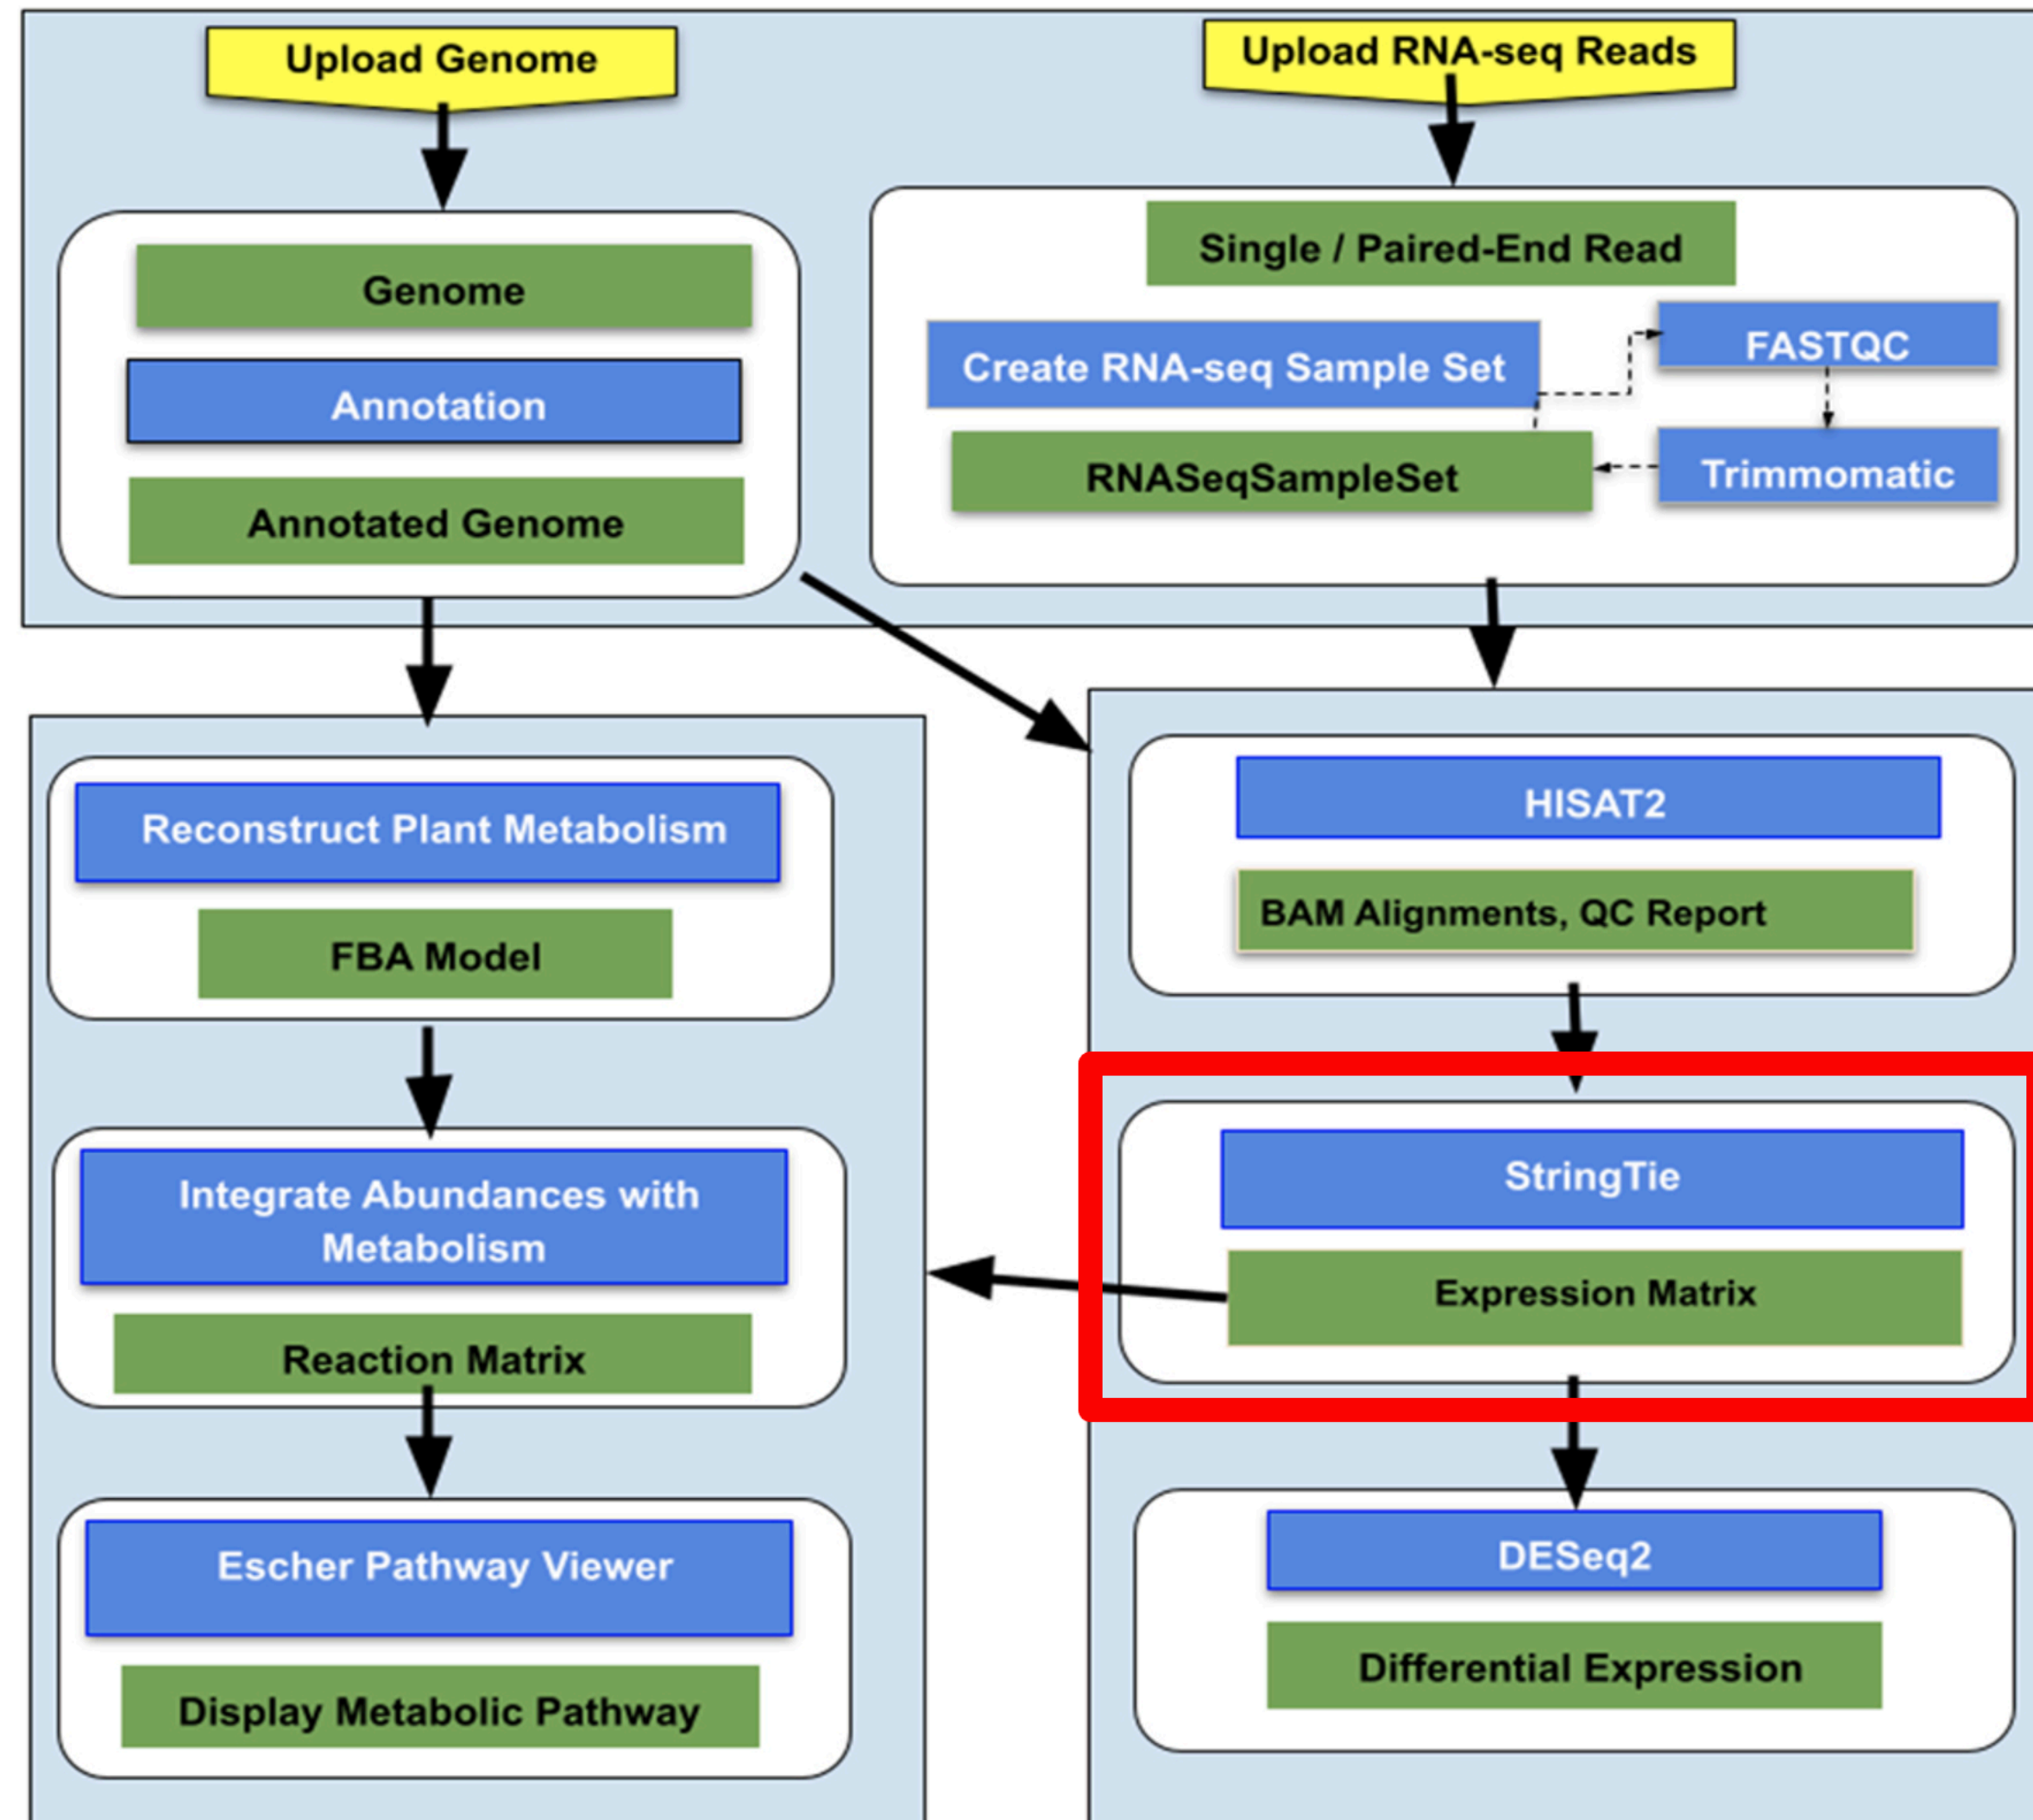 Upload Genome
Upload RNA-seq Reads
Genome
Annotation
Annotated Genome
Single / Paired-End Read
Create RNA-seq Sample Set
FASTQC
RNASeqSampleSet
Trimmomatic
Reconstruct Plant Metabolism
FBA Model
Integrate Abundances with
Metabolism
Reaction Matrix
Escher Pathway Viewer
Display Metabolic Pathway
HISAT2
BAM Alignments, QC Report
StringTie
Expression Matrix
DESeq2
Differential Expression